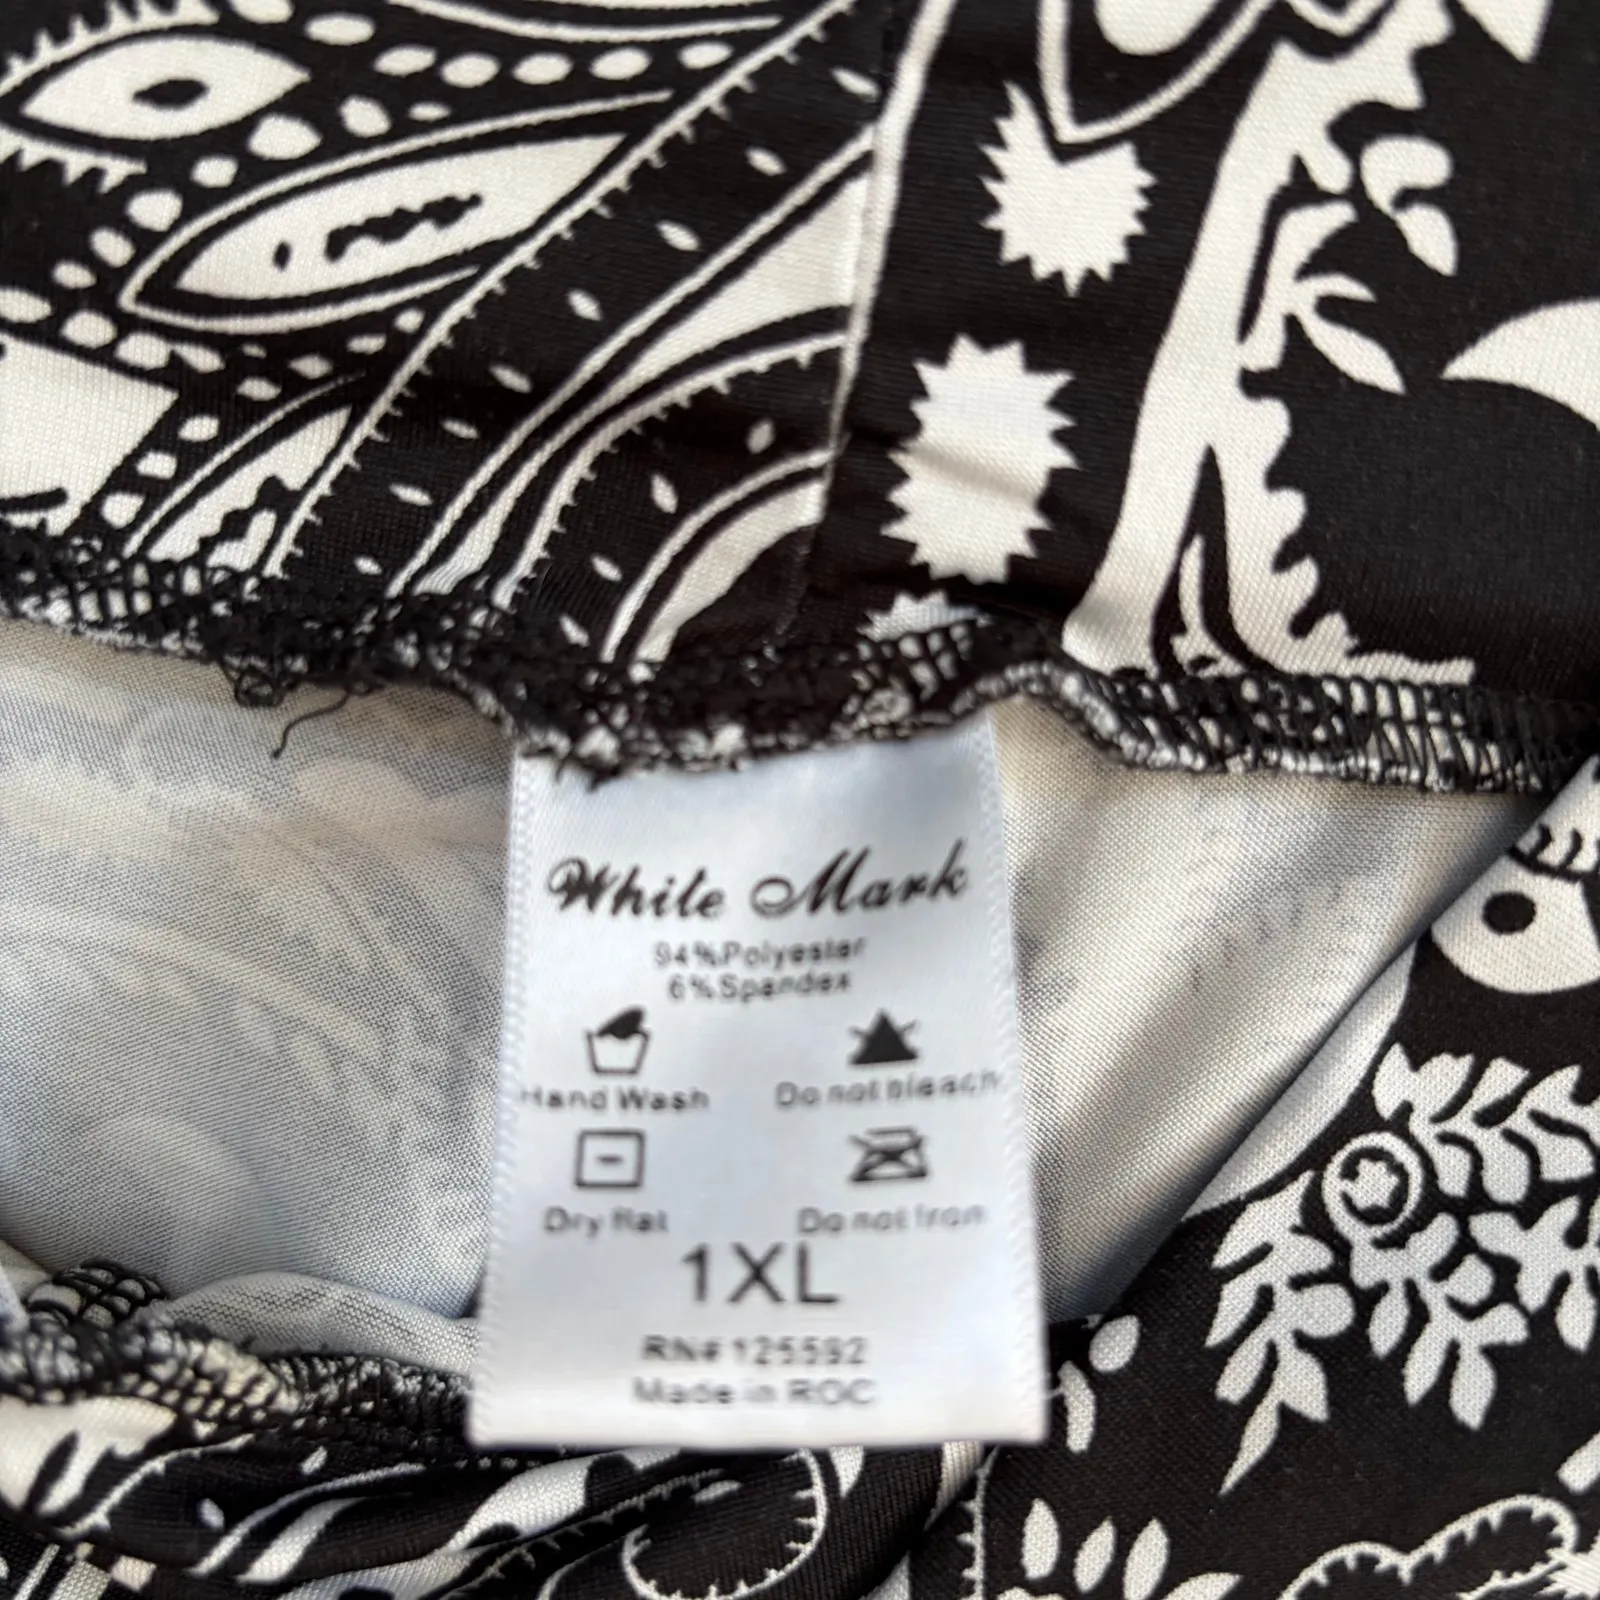 White Mark
94%Polyester
6%Spandex
Hand Wash Do not bleach
Dry flat Do not Iron
1XL
RN# 125592
Made in ROC